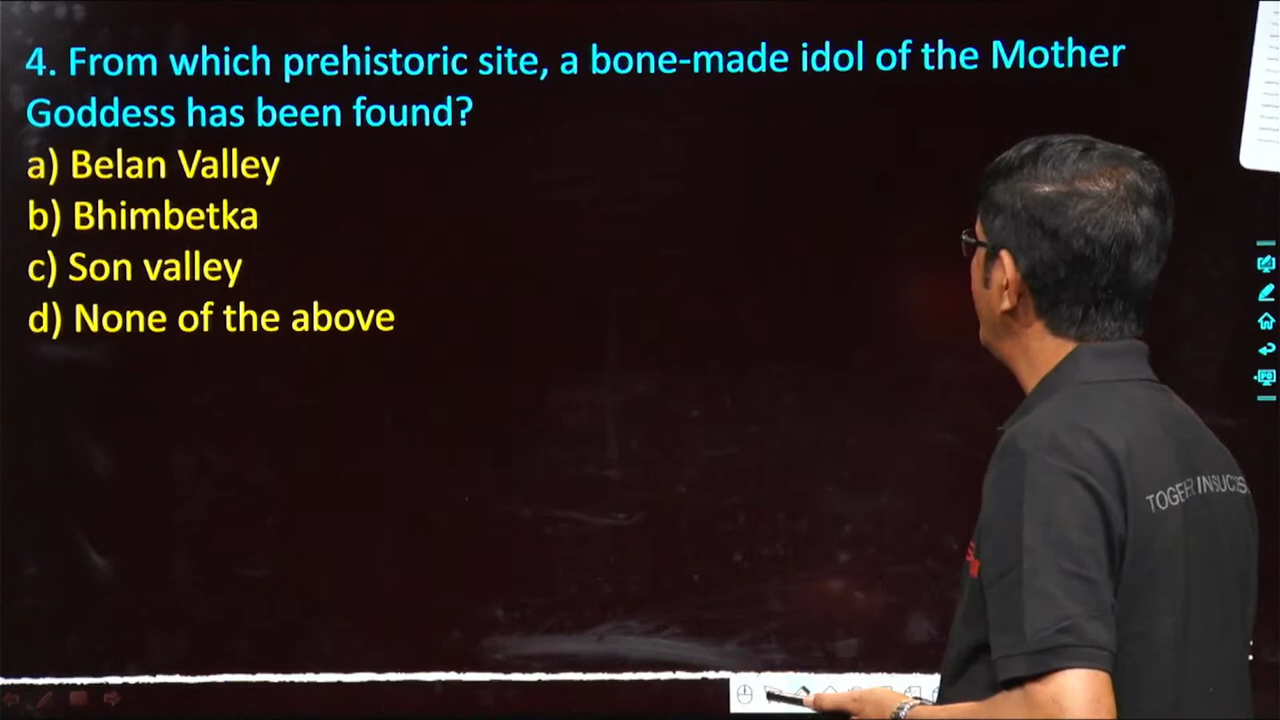 4. From which prehistoric site, a bone-made idol of the Mother
Goddess has been found?
a) Belan Valley
b) Bhimbetka
c) Son valley
d) None of the above